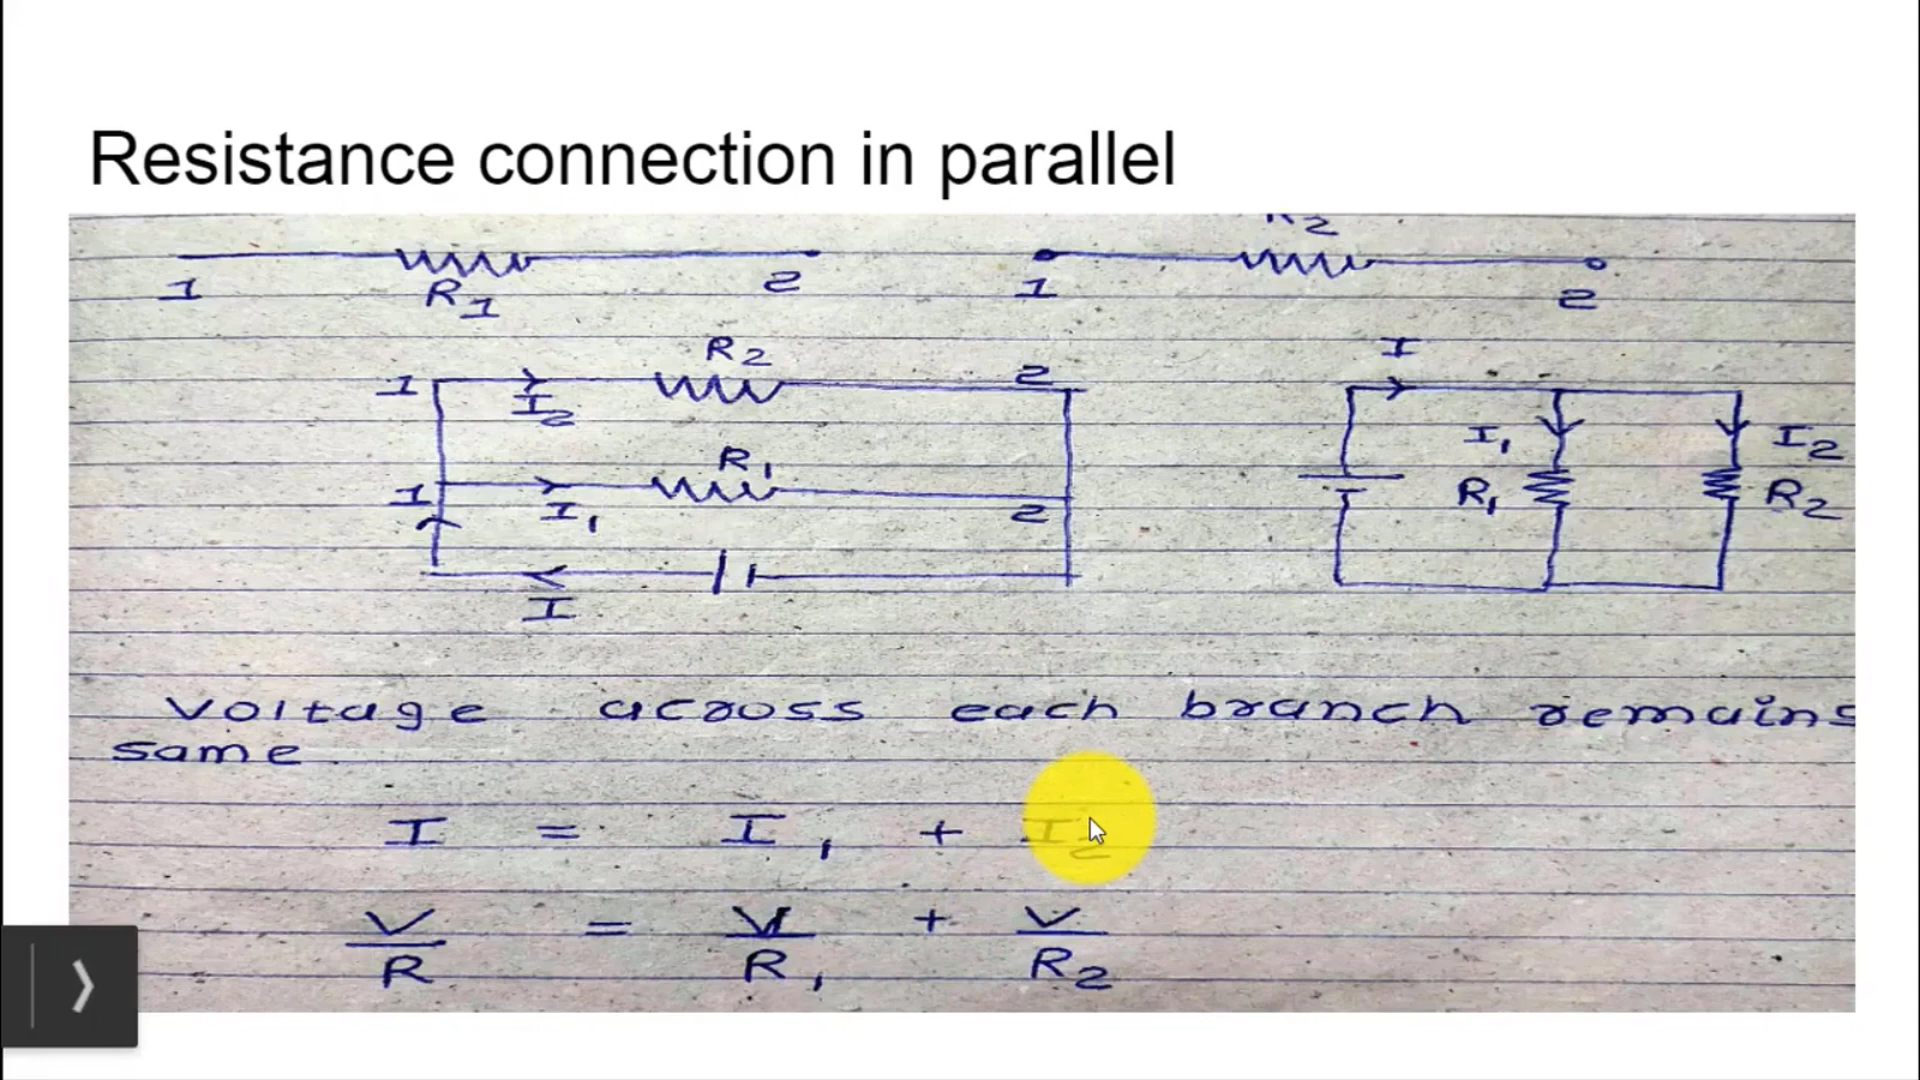 Resistance connection in parallel
R2
1 R1 2 1 2
R2
1 I2 2
R1
1 I1 2
I
I
I1 I2
R1 R2
Voltage across each branch remains
same
I = I1 + I2
V/R = V/R1 + V/R2